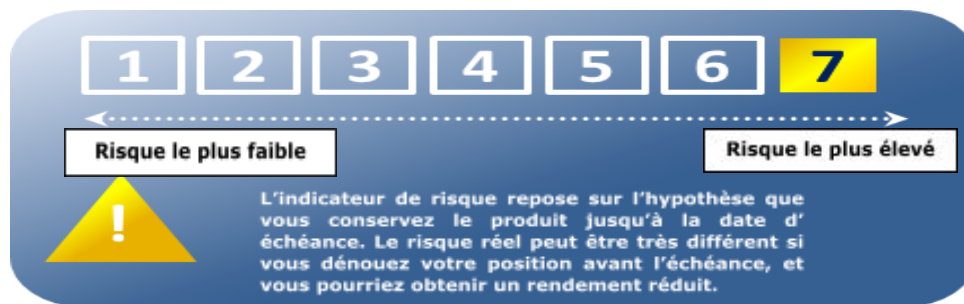 1 2 3 4 5 6 7
Risque le plus faible
Risque le plus élevé
!
L'indicateur de risque repose sur l'hypothèse que
vous conservez le produit jusqu'à la date d'
échéance. Le risque réel peut être très différent si
vous dénouez votre position avant l'échéance, et
vous pourriez obtenir un rendement réduit.